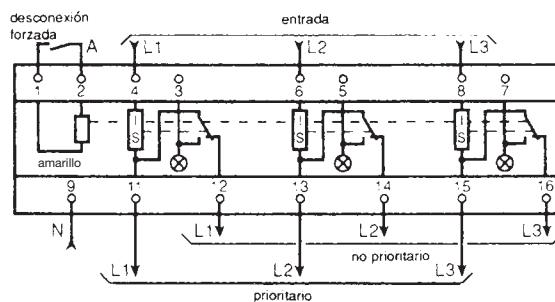 desconexión
forzada
A
entrada
L1
L2
L3
1 2 4 3 6 5 8 7
S S S
amarillo
9 11 12 13 14 15 16
N
L1 L2 L3
no prioritario
L1 L2 L3
prioritario